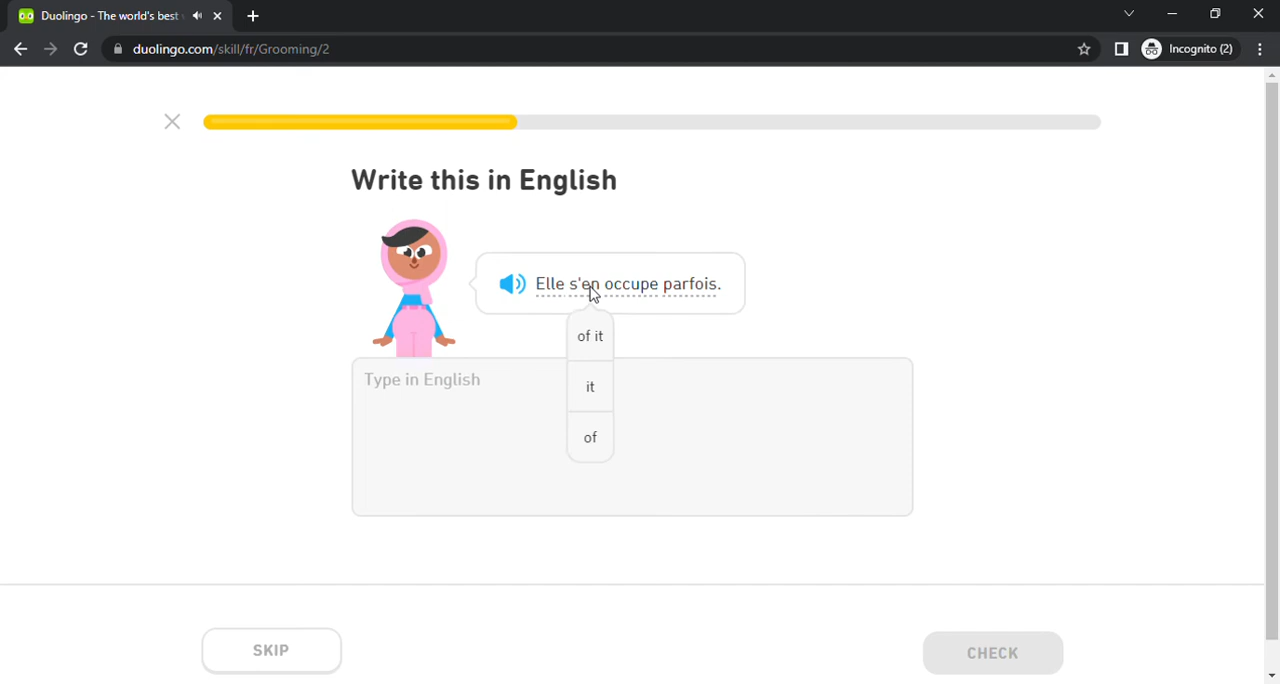 Duolingo - The world's best
duolingo.com/skill/fr/Grooming/2
Incognito (2)
Write this in English
Elle s'en occupe parfois.
of it
it
of
Type in English
SKIP
CHECK